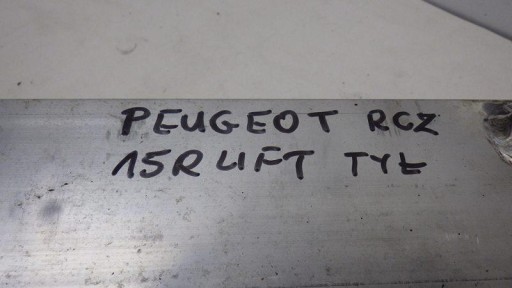 PEUGEOT RCZ
15R LIFT TYŁ